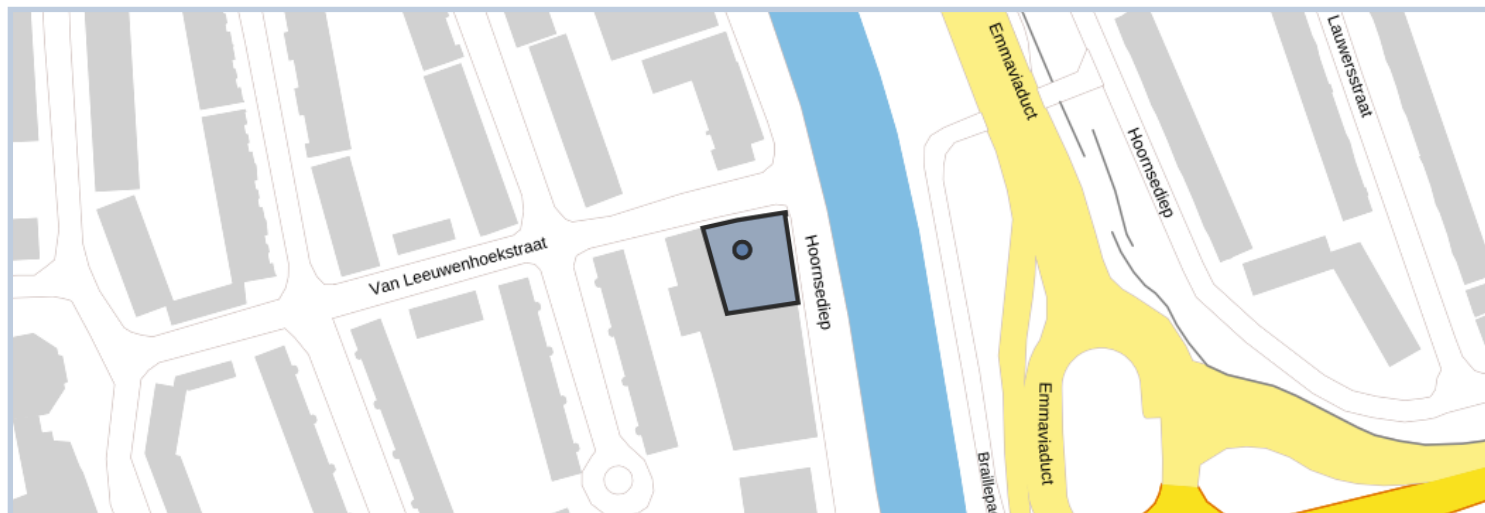 Emmaviaduct
Lauwersstraat
Hoornsediep
Van Leeuwenhoekstraat
Hoornsediep
Emmaviaduct